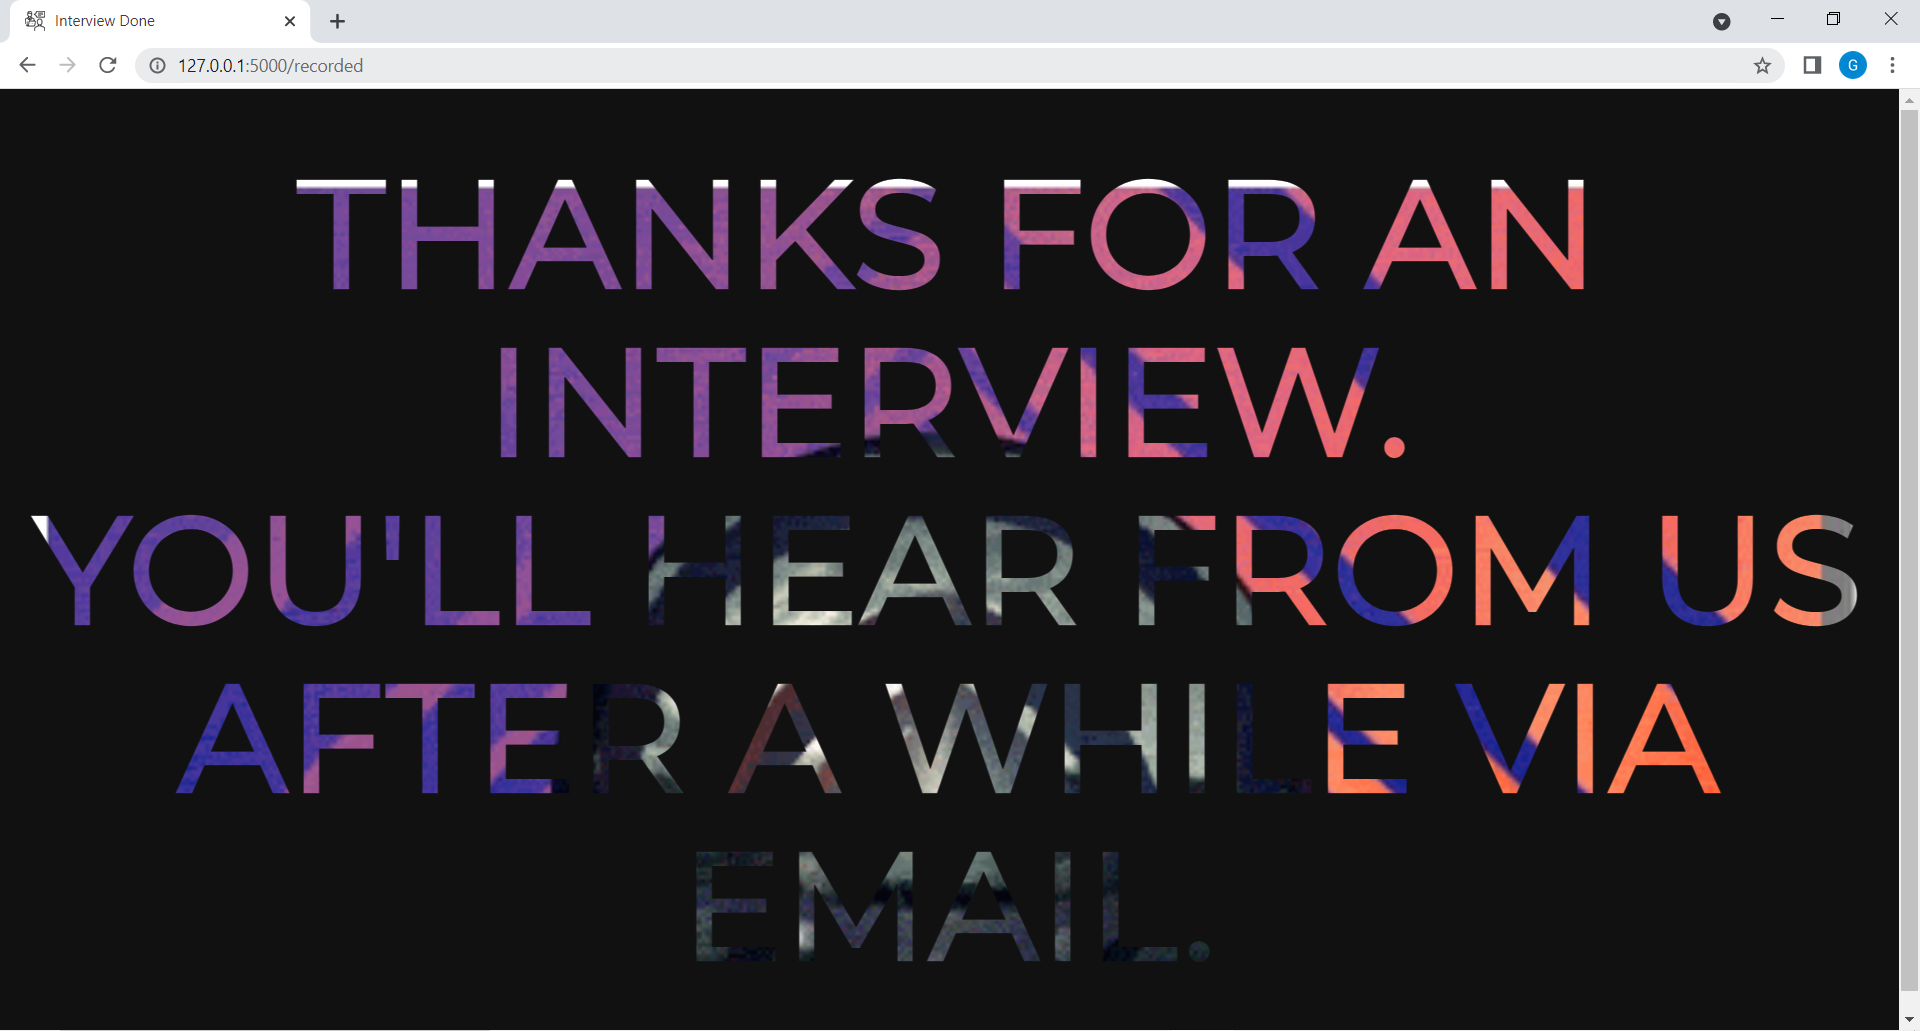 Interview Done
127.0.0.1:5000/recorded
G
THANKS FOR AN
INTERVIEW.
YOU'LL HEAR FROM US
AFTER A WHILE VIA
EMAIL.